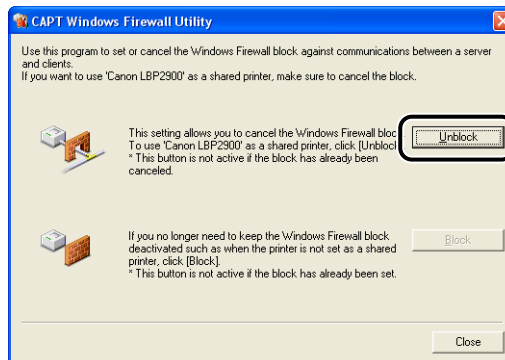 CAPT Windows Firewall Utility
Use this program to set or cancel the Windows Firewall block against communications between a server
and clients.
If you want to use 'Canon LBP2900' as a shared printer, make sure to cancel the block.
This setting allows you to cancel the Windows Firewall bloc
To use 'Canon LBP2900' as a shared printer, click [Unblock
* This button is not active if the block has already been
canceled.
Unblock
If you no longer need to keep the Windows Firewall block
deactivated such as when the printer is not set as a shared
printer, click [Block].
* This button is not active if the block has already been set.
Block
Close